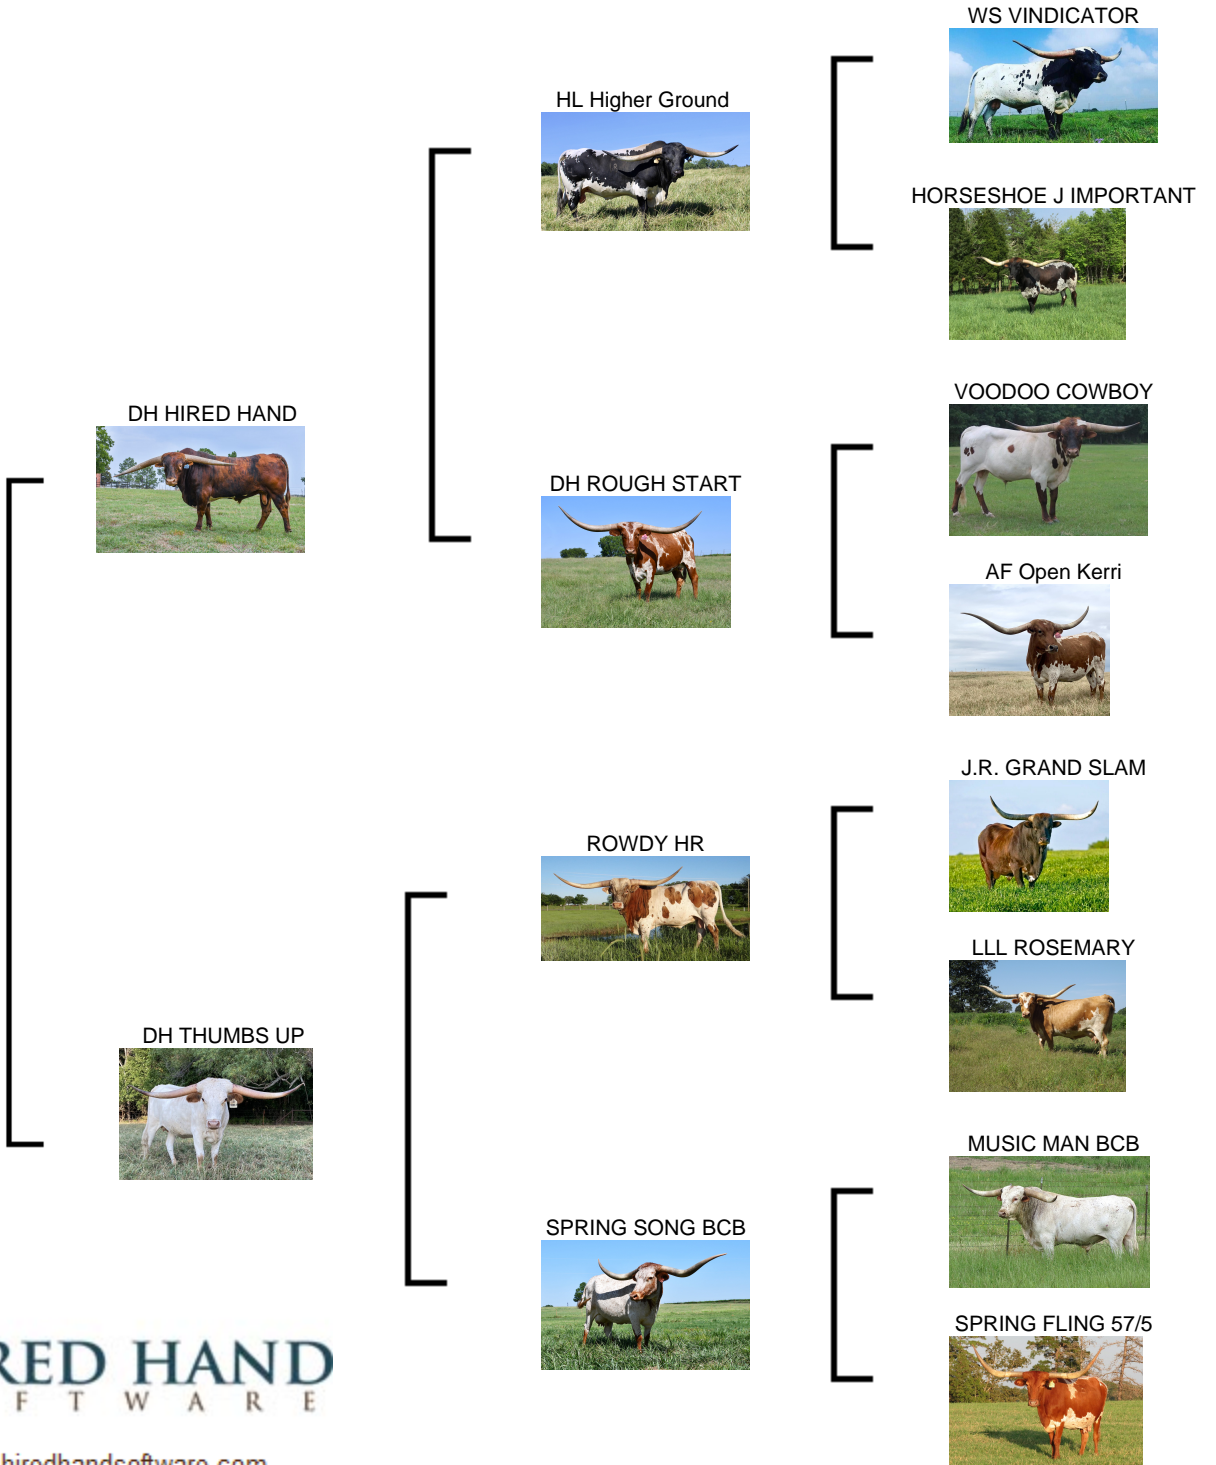 WS VINDICATOR
HL Higher Ground
HORSESHOE J IMPORTANT
VOODOO COWBOY
DH HIRED HAND
DH ROUGH START
AF Open Kerri
J.R. GRAND SLAM
ROWDY HR
LLL ROSEMARY
DH THUMBS UP
MUSIC MAN BCB
SPRING SONG BCB
SPRING FLING 57/5
RED HAND
F T W A R E
hiredhandsoftware.com